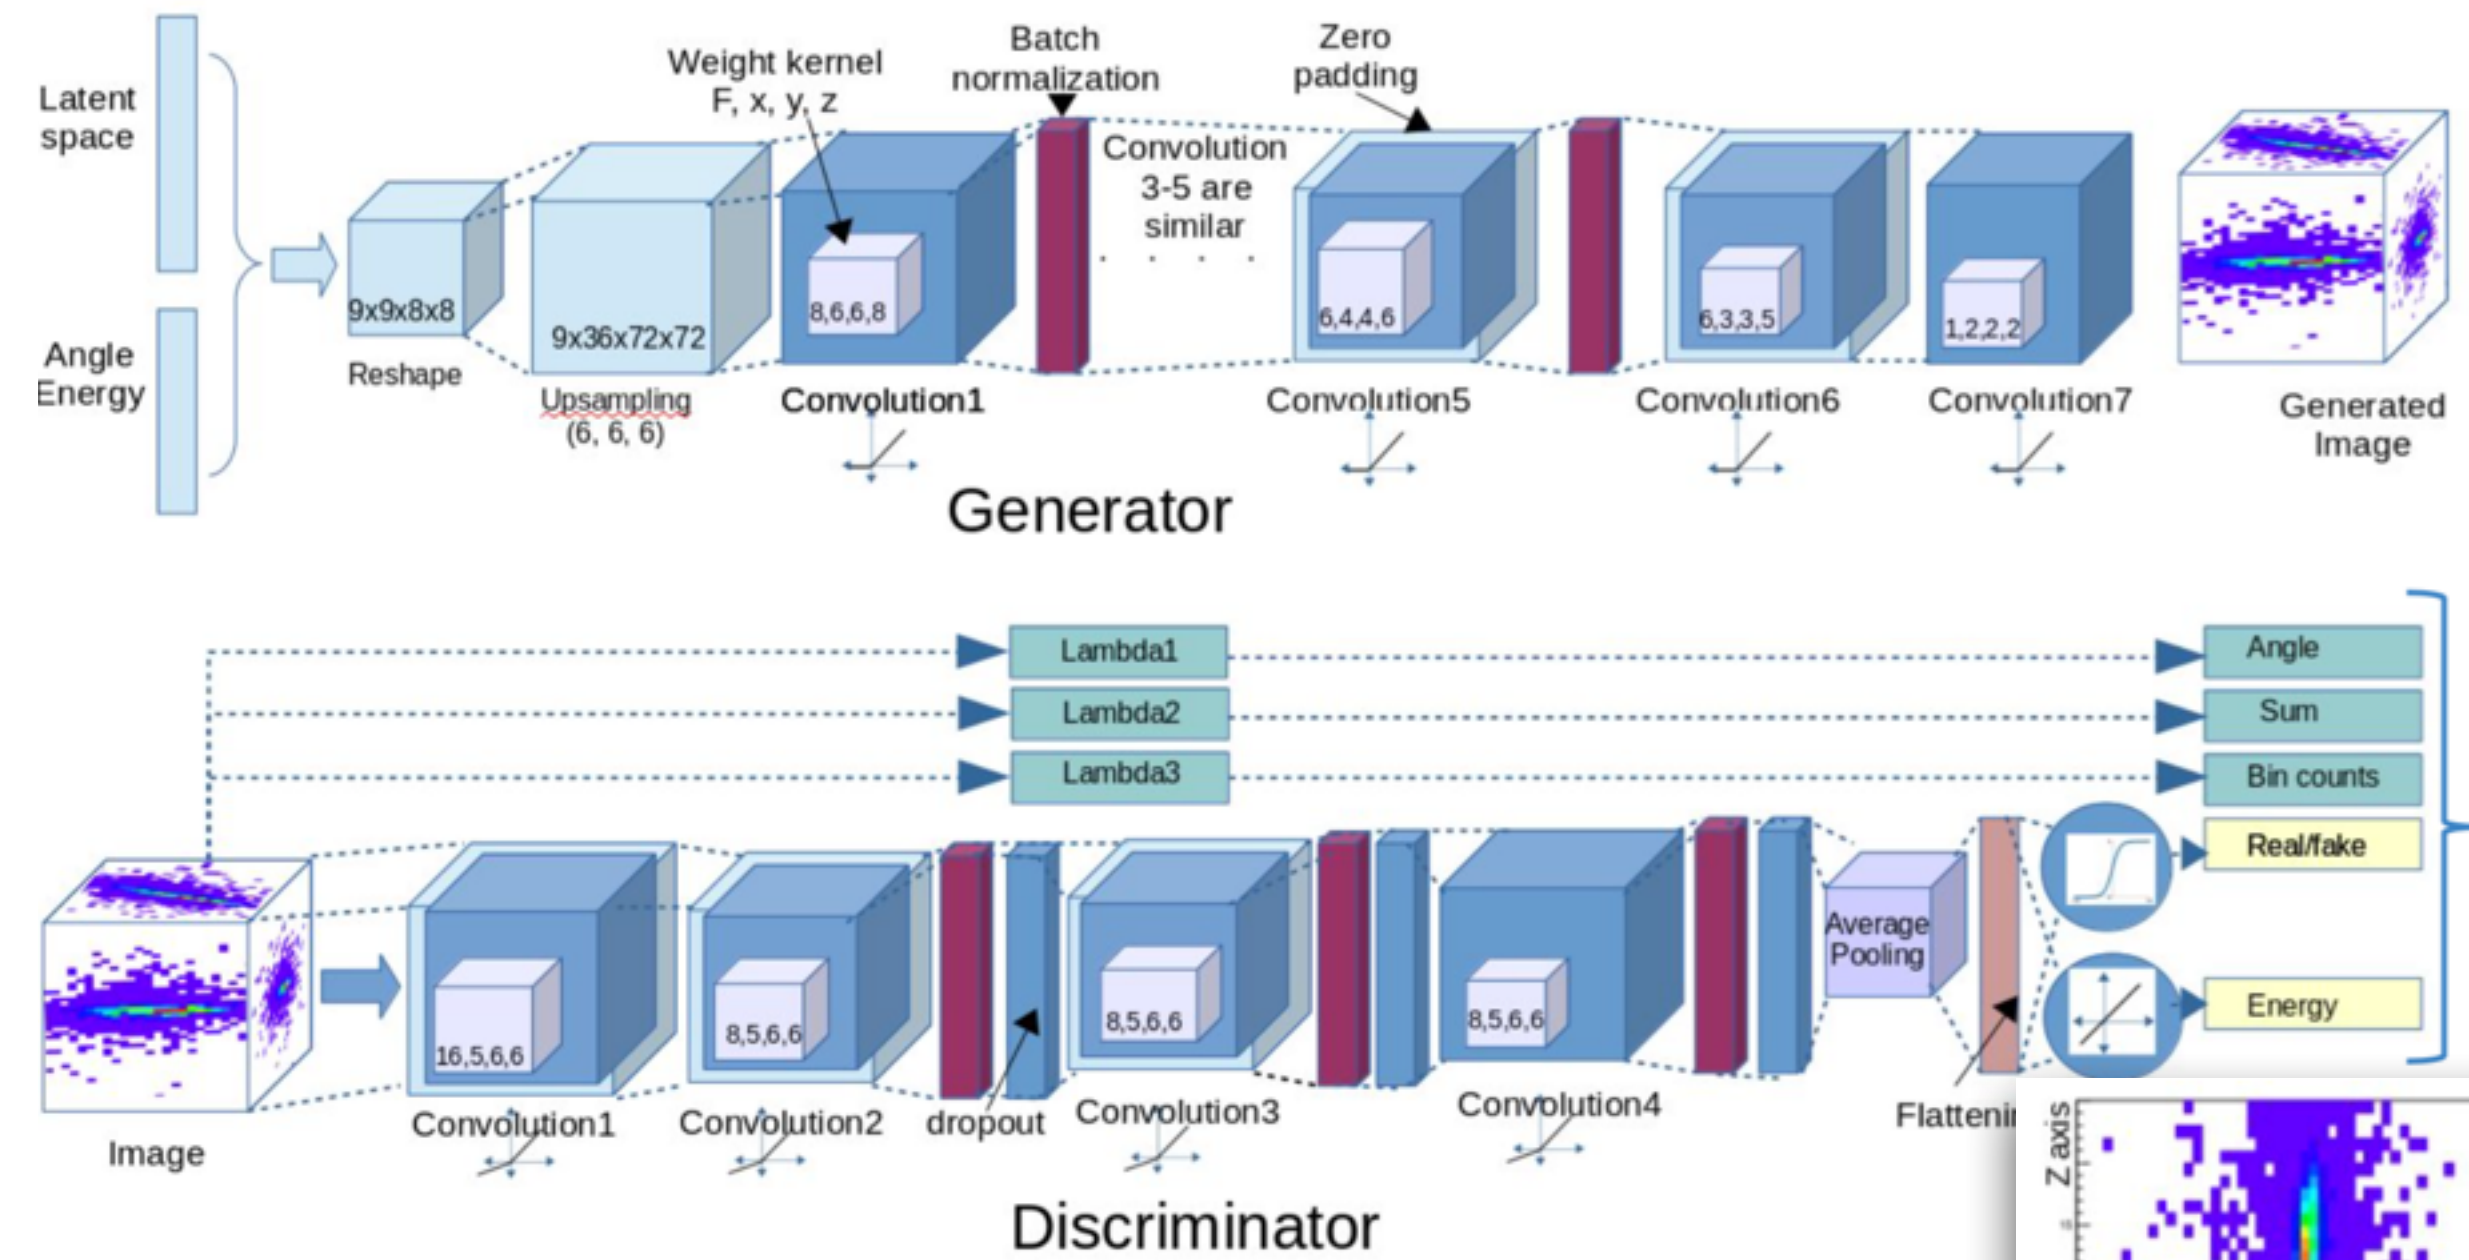 Latent
space
Angle
Energy
9x9x8x8
Reshape
9x36x72x72
Upsampling
(6, 6, 6)
Weight kernel
F, x, y, z
8,6,6,8
Convolution1
Batch
normalization
Convolution
3-5 are
similar
. . . .
Zero
padding
6,4,4,6
Convolution5
6,3,3,5
Convolution6
1,2,2,2
Convolution7
Generated
Image
Generator
Lambda1
Angle
Lambda2
Sum
Lambda3
Bin counts
Real/fake
Energy
Image
16,5,6,6
Convolution1
8,5,6,6
Convolution2
dropout
8,5,6,6
Convolution3
8,5,6,6
Convolution4
Average
Pooling
Flattenin
Z axis
Discriminator